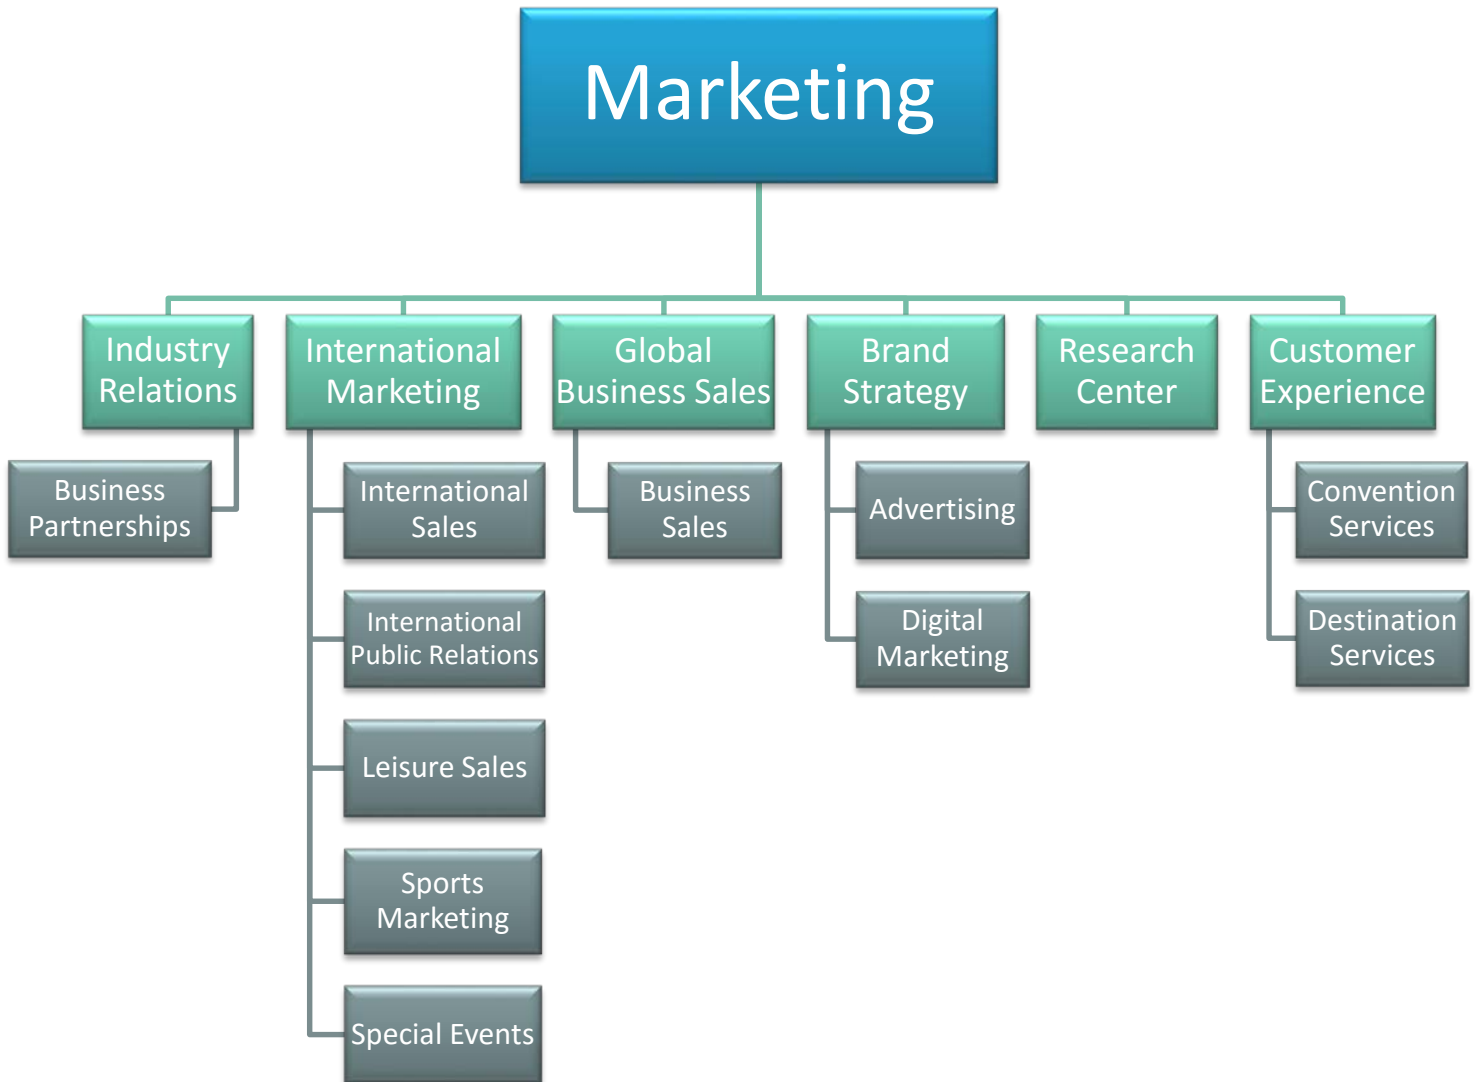 Marketing
Industry
Relations
International
Marketing
Global
Business Sales
Brand
Strategy
Research
Center
Customer
Experience
Business
Partnerships
International
Sales
International
Public Relations
Leisure Sales
Sports
Marketing
Special Events
Business
Sales
Advertising
Digital
Marketing
Convention
Services
Destination
Services